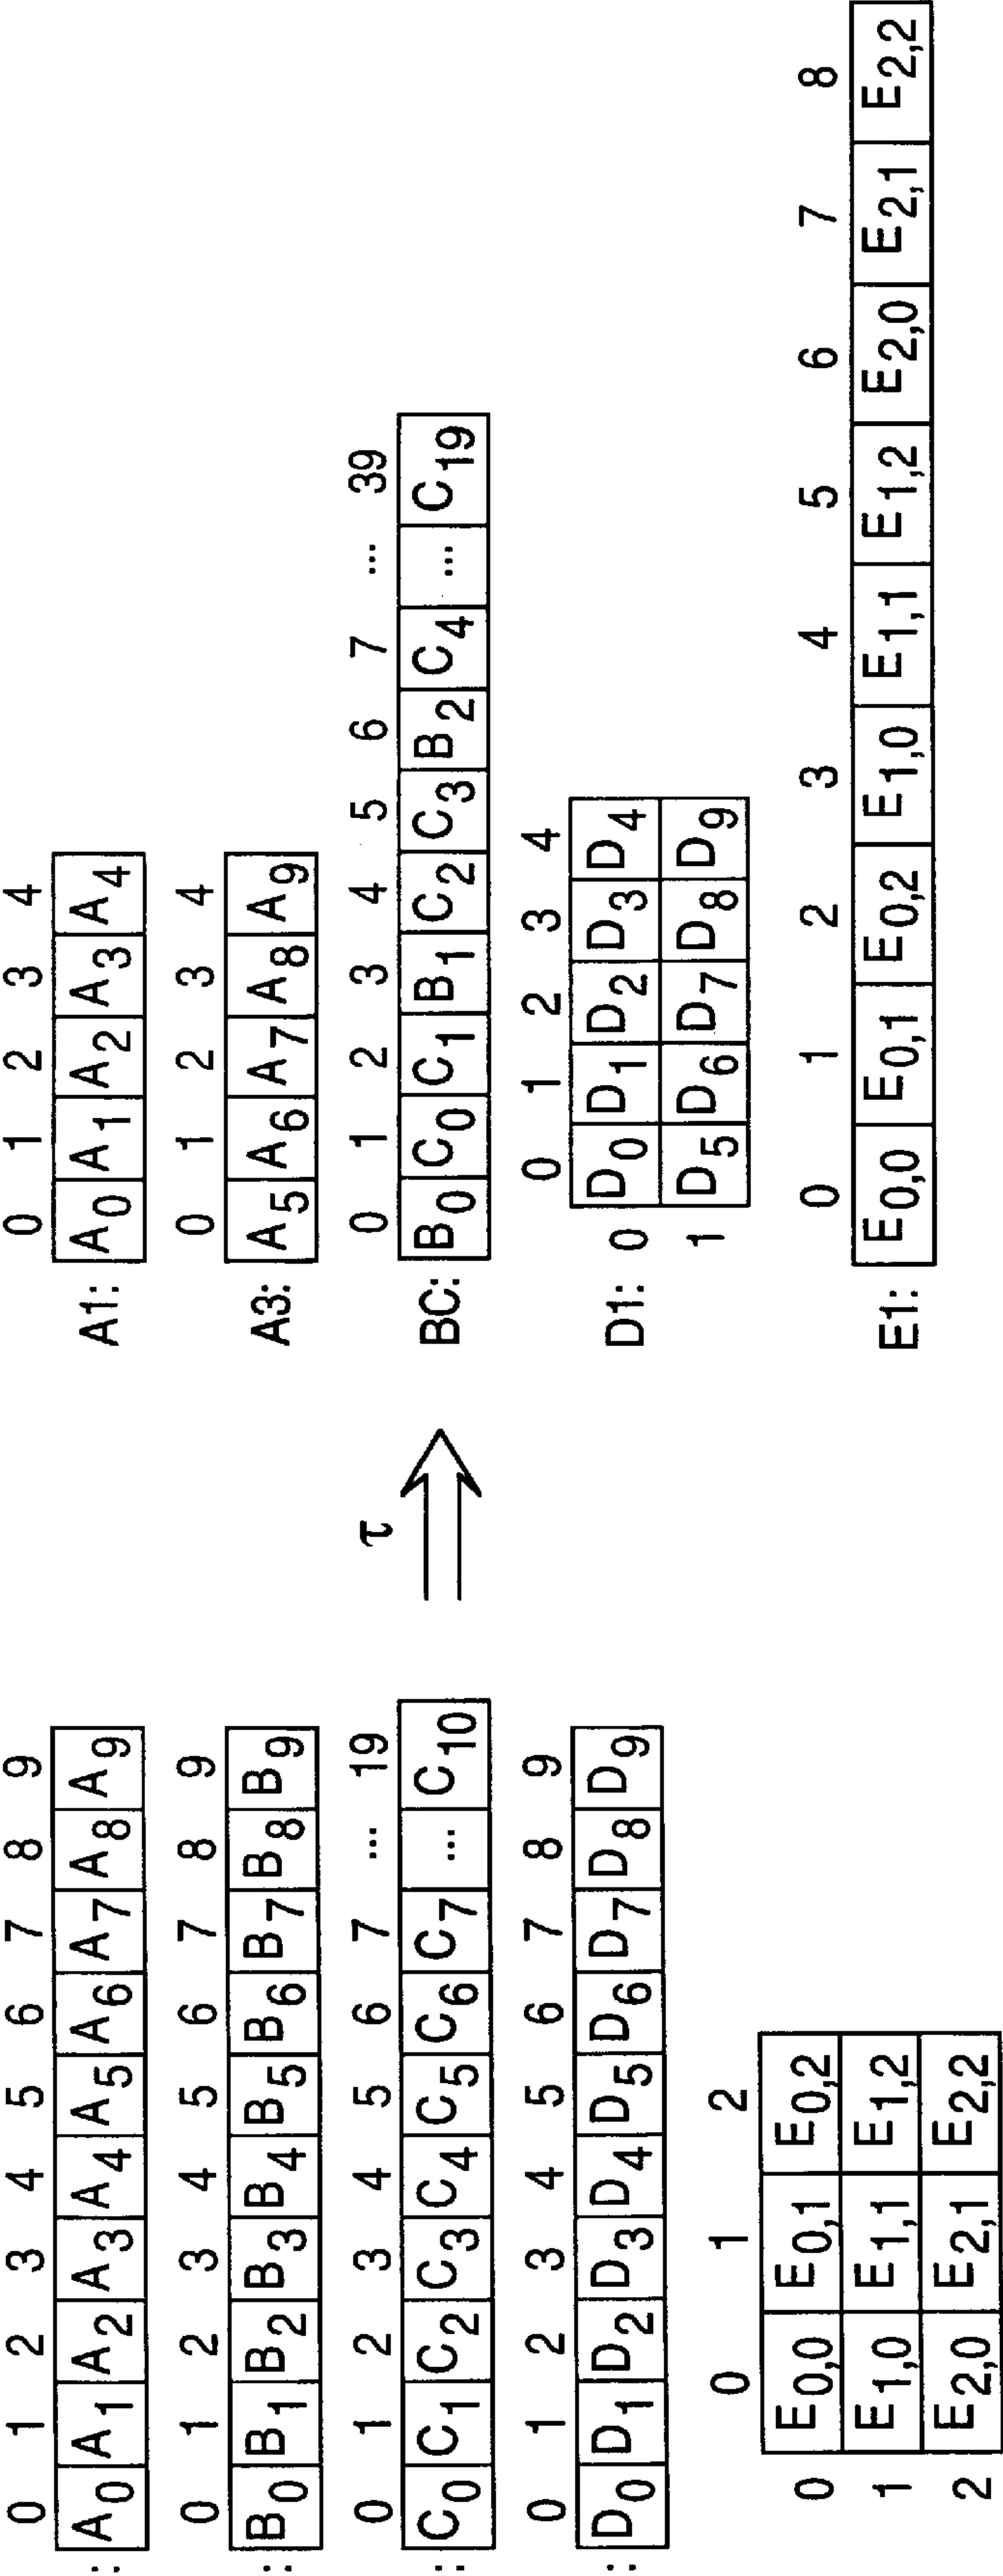 0 1 2 3 4 5 6 7 8 9
: A0 A1 A2 A3 A4 A5 A6 A7 A8 A9
0 1 2 3 4 5 6 7 8 9
: B0 B1 B2 B3 B4 B5 B6 B7 B8 B9
0 1 2 3 4 5 6 7 ... 19
: C0 C1 C2 C3 C4 C5 C6 C7 ... C10
0 1 2 3 4 5 6 7 8 9
: D0 D1 D2 D3 D4 D5 D6 D7 D8 D9
0 1 2
0 E0,0 E0,1 E0,2
1 E1,0 E1,1 E1,2
2 E2,0 E2,1 E2,2
τ
0 1 2 3 4
A1: A0 A1 A2 A3 A4
0 1 2 3 4
A3: A5 A6 A7 A8 A9
0 1 2 3 4 5 6 7 ... 39
BC: B0 C0 C1 B1 C2 C3 B2 C4 ... C19
0 1 2 3 4
D1: 0 D0 D1 D2 D3 D4
1 D5 D6 D7 D8 D9
0 1 2 3 4 5 6 7 8
E1: E0,0 E0,1 E0,2 E1,0 E1,1 E1,2 E2,0 E2,1 E2,2